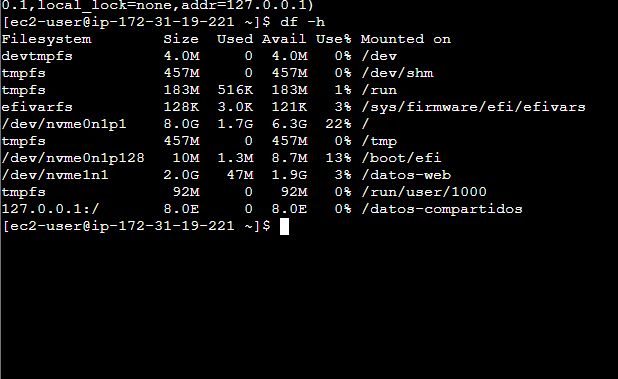 0.1,local_lock=none,addr=127.0.0.1)
[ec2-user@ip-172-31-19-221 ~]$ df -h
Filesystem        Size  Used Avail Use% Mounted on
devtmpfs          4.0M     0  4.0M   0% /dev
tmpfs             457M     0  457M   0% /dev/shm
tmpfs             183M  516K  183M   1% /run
efivarfs          128K  3.0K  121K   3% /sys/firmware/efi/efivars
/dev/nvme0n1p1    8.0G  1.7G  6.3G  22% /
tmpfs             457M     0  457M   0% /tmp
/dev/nvme0n1p128   10M  1.3M  8.7M  13% /boot/efi
/dev/nvme1n1      2.0G   47M  1.9G   3% /datos-web
tmpfs              92M     0   92M   0% /run/user/1000
127.0.0.1:/       8.0E     0  8.0E   0% /datos-compartidos
[ec2-user@ip-172-31-19-221 ~]$